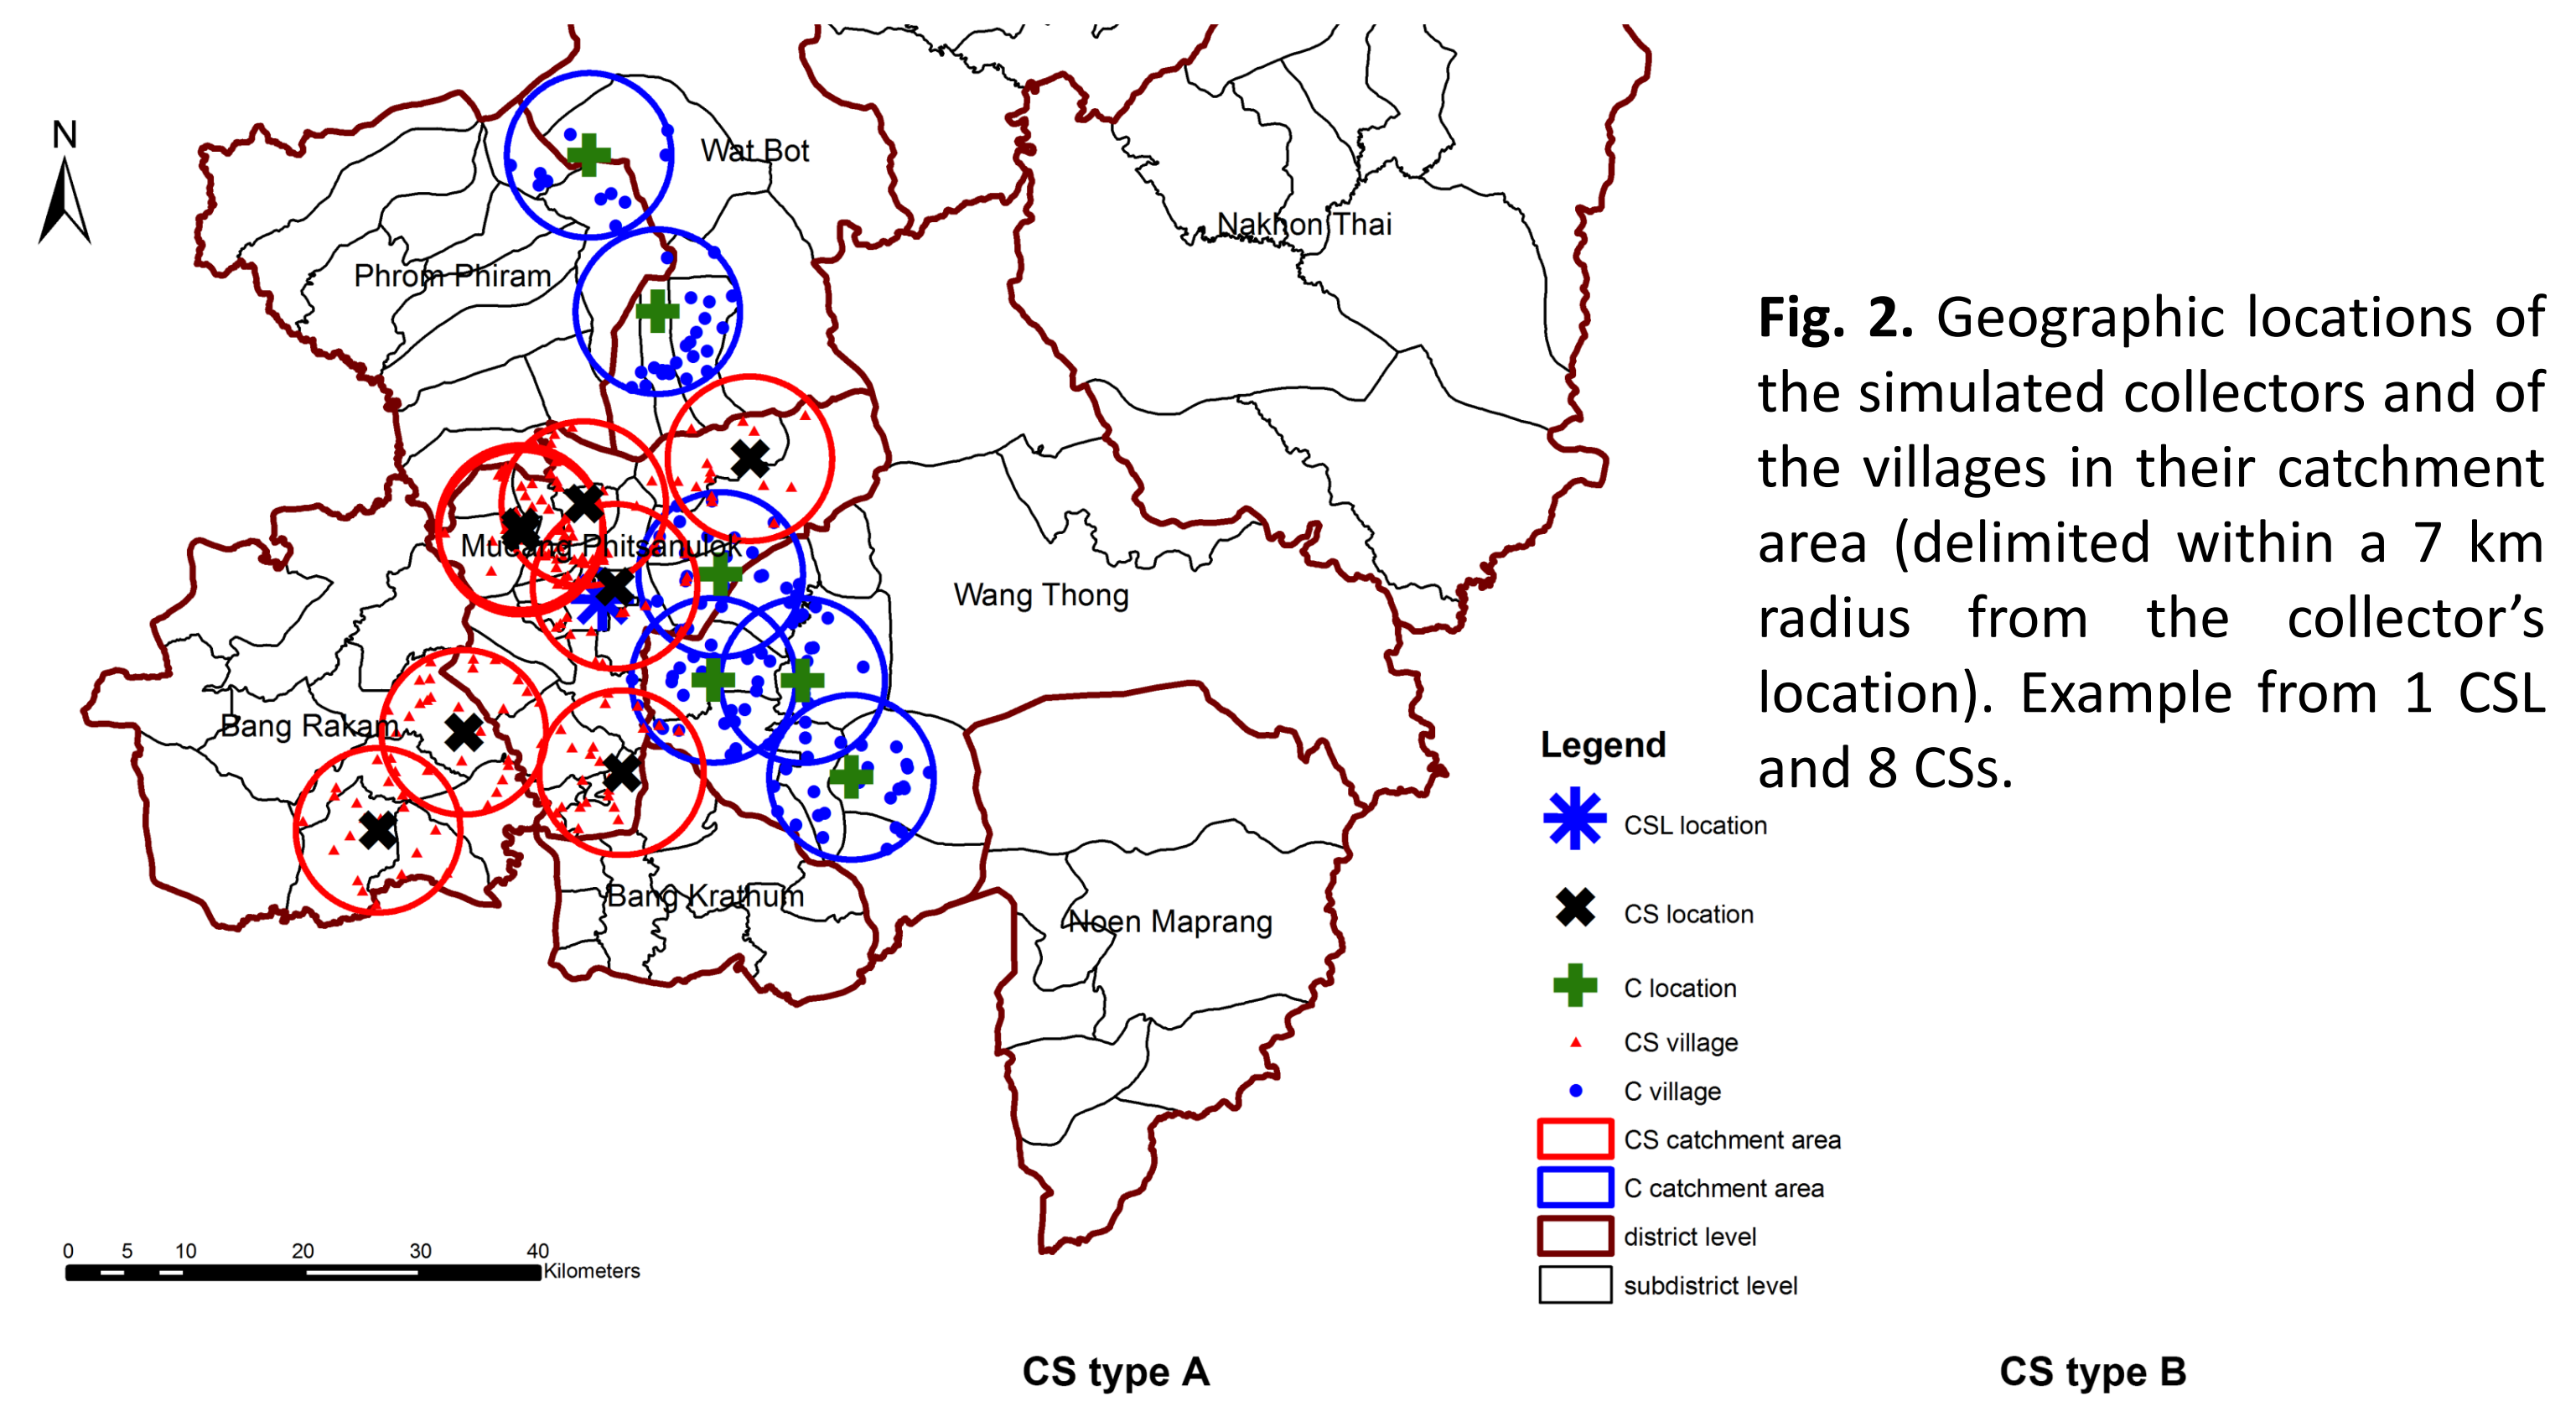 N
Wat Bot
Nakhon Thai
Phrom Phiram
Mueang Phitsanulok
Wang Thong
Bang Rakam
Bang Krathum
Noen Maprang
Fig. 2. Geographic locations of
the simulated collectors and of
the villages in their catchment
area (delimited within a 7 km
radius from the collector’s
location). Example from 1 CSL
and 8 CSs.
Legend
CSL location
CS location
C location
CS village
C village
CS catchment area
C catchment area
district level
subdistrict level
0 5 10 20 30 40
Kilometers
CS type A
CS type B